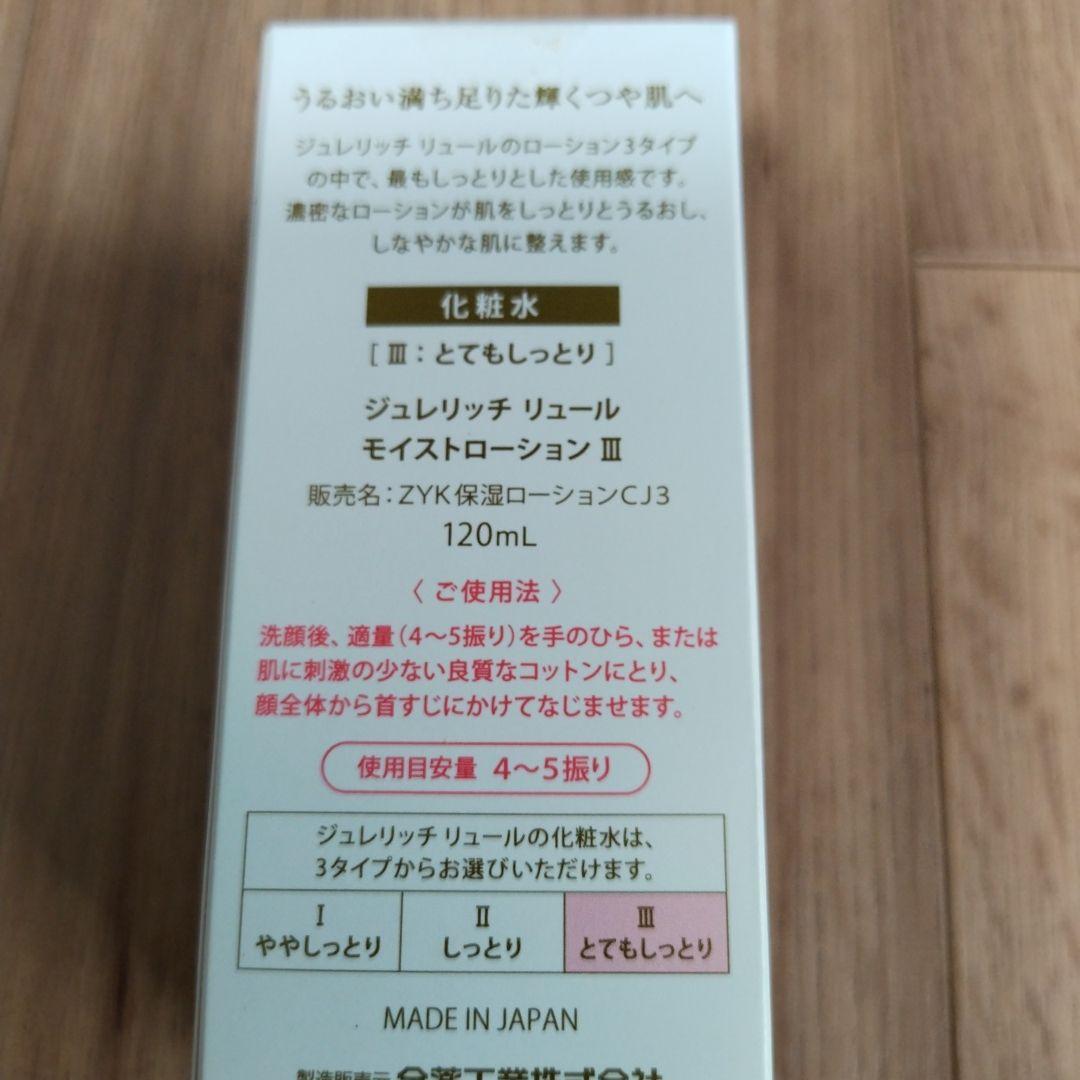 うるおい満ち足りた輝くつや肌へ
ジュレリッチ リュールのローション3タイプ
の中で、最もしっとりとした使用感です。
濃密なローションが肌をしっとりとうるおし、
しなやかな肌に整えます。
化粧水
[ Ⅲ：とてもしっとり ]
ジュレリッチ リュール
モイストローション Ⅲ
販売名：ZYK保湿ローションCJ3
120mL
〈 ご使用法 〉
洗顔後、適量（4〜5振り）を手のひら、または
肌に刺激の少ない良質なコットンにとり、
顔全体から首すじにかけてなじませます。
使用目安量 4〜5振り
ジュレリッチ リュールの化粧水は、
3タイプからお選びいただけます。
Ⅰ
ややしっとり
Ⅱ
しっとり
Ⅲ
とてもしっとり
MADE IN JAPAN
製造販売元 全薬工業株式会社